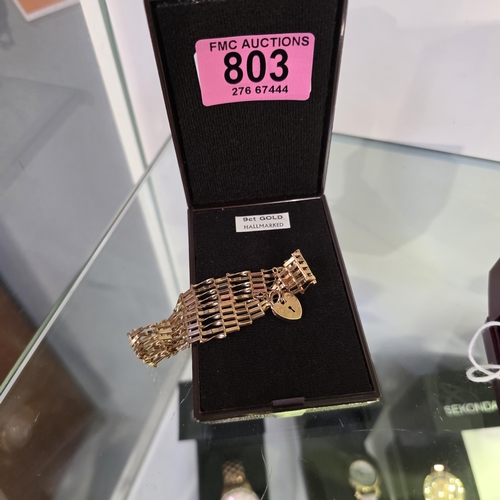 FMC AUCTIONS
803
276 67444
9ct GOLD
HALLMARKED
SEKONDA